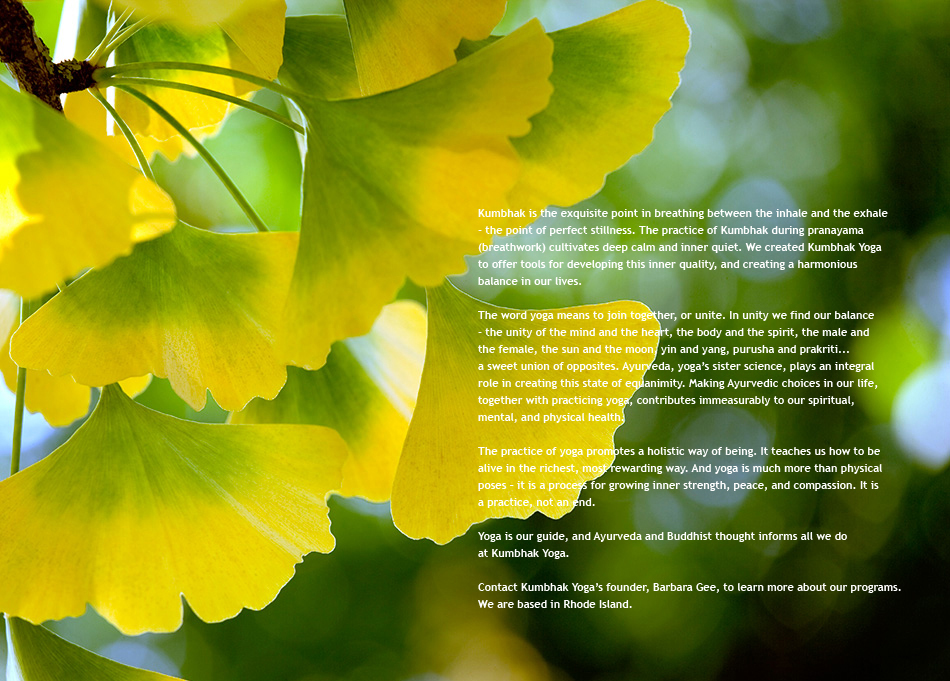 Kumbhak is the exquisite point in breathing between the inhale and the exhale
– the point of perfect stillness. The practice of Kumbhak during pranayama
(breathwork) cultivates deep calm and inner quiet. We created Kumbhak Yoga
to offer tools for developing this inner quality, and creating a harmonious
balance in our lives.
The word yoga means to join together, or unite. In unity we find our balance
– the unity of the mind and the heart, the body and the spirit, the male and
the female, the sun and the moon, yin and yang, purusha and prakriti...
a sweet union of opposites. Ayurveda, yoga's sister science, plays an integral
role in creating this state of equanimity. Making Ayurvedic choices in our life,
together with practicing yoga, contributes immeasurably to our spiritual,
mental, and physical health.
The practice of yoga promotes a holistic way of being. It teaches us how to be
alive in the richest, most rewarding way. And yoga is much more than physical
poses – it is a process for growing inner strength, peace, and compassion. It is
a practice, not an end.
Yoga is our guide, and Ayurveda and Buddhist thought informs all we do
at Kumbhak Yoga.
Contact Kumbhak Yoga's founder, Barbara Gee, to learn more about our programs.
We are based in Rhode Island.